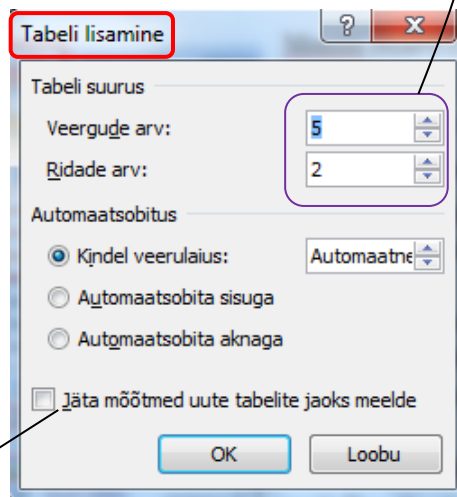 Tabeli lisamine
Tabeli suurus
Veergude arv: 5
Ridade arv: 2
Automaatsobitus
Kindel veerulaius: Automaatne
Automaatsobita sisuga
Automaatsobita aknaga
Jäta mõõtmed uute tabelite jaoks meelde
OK Loobu